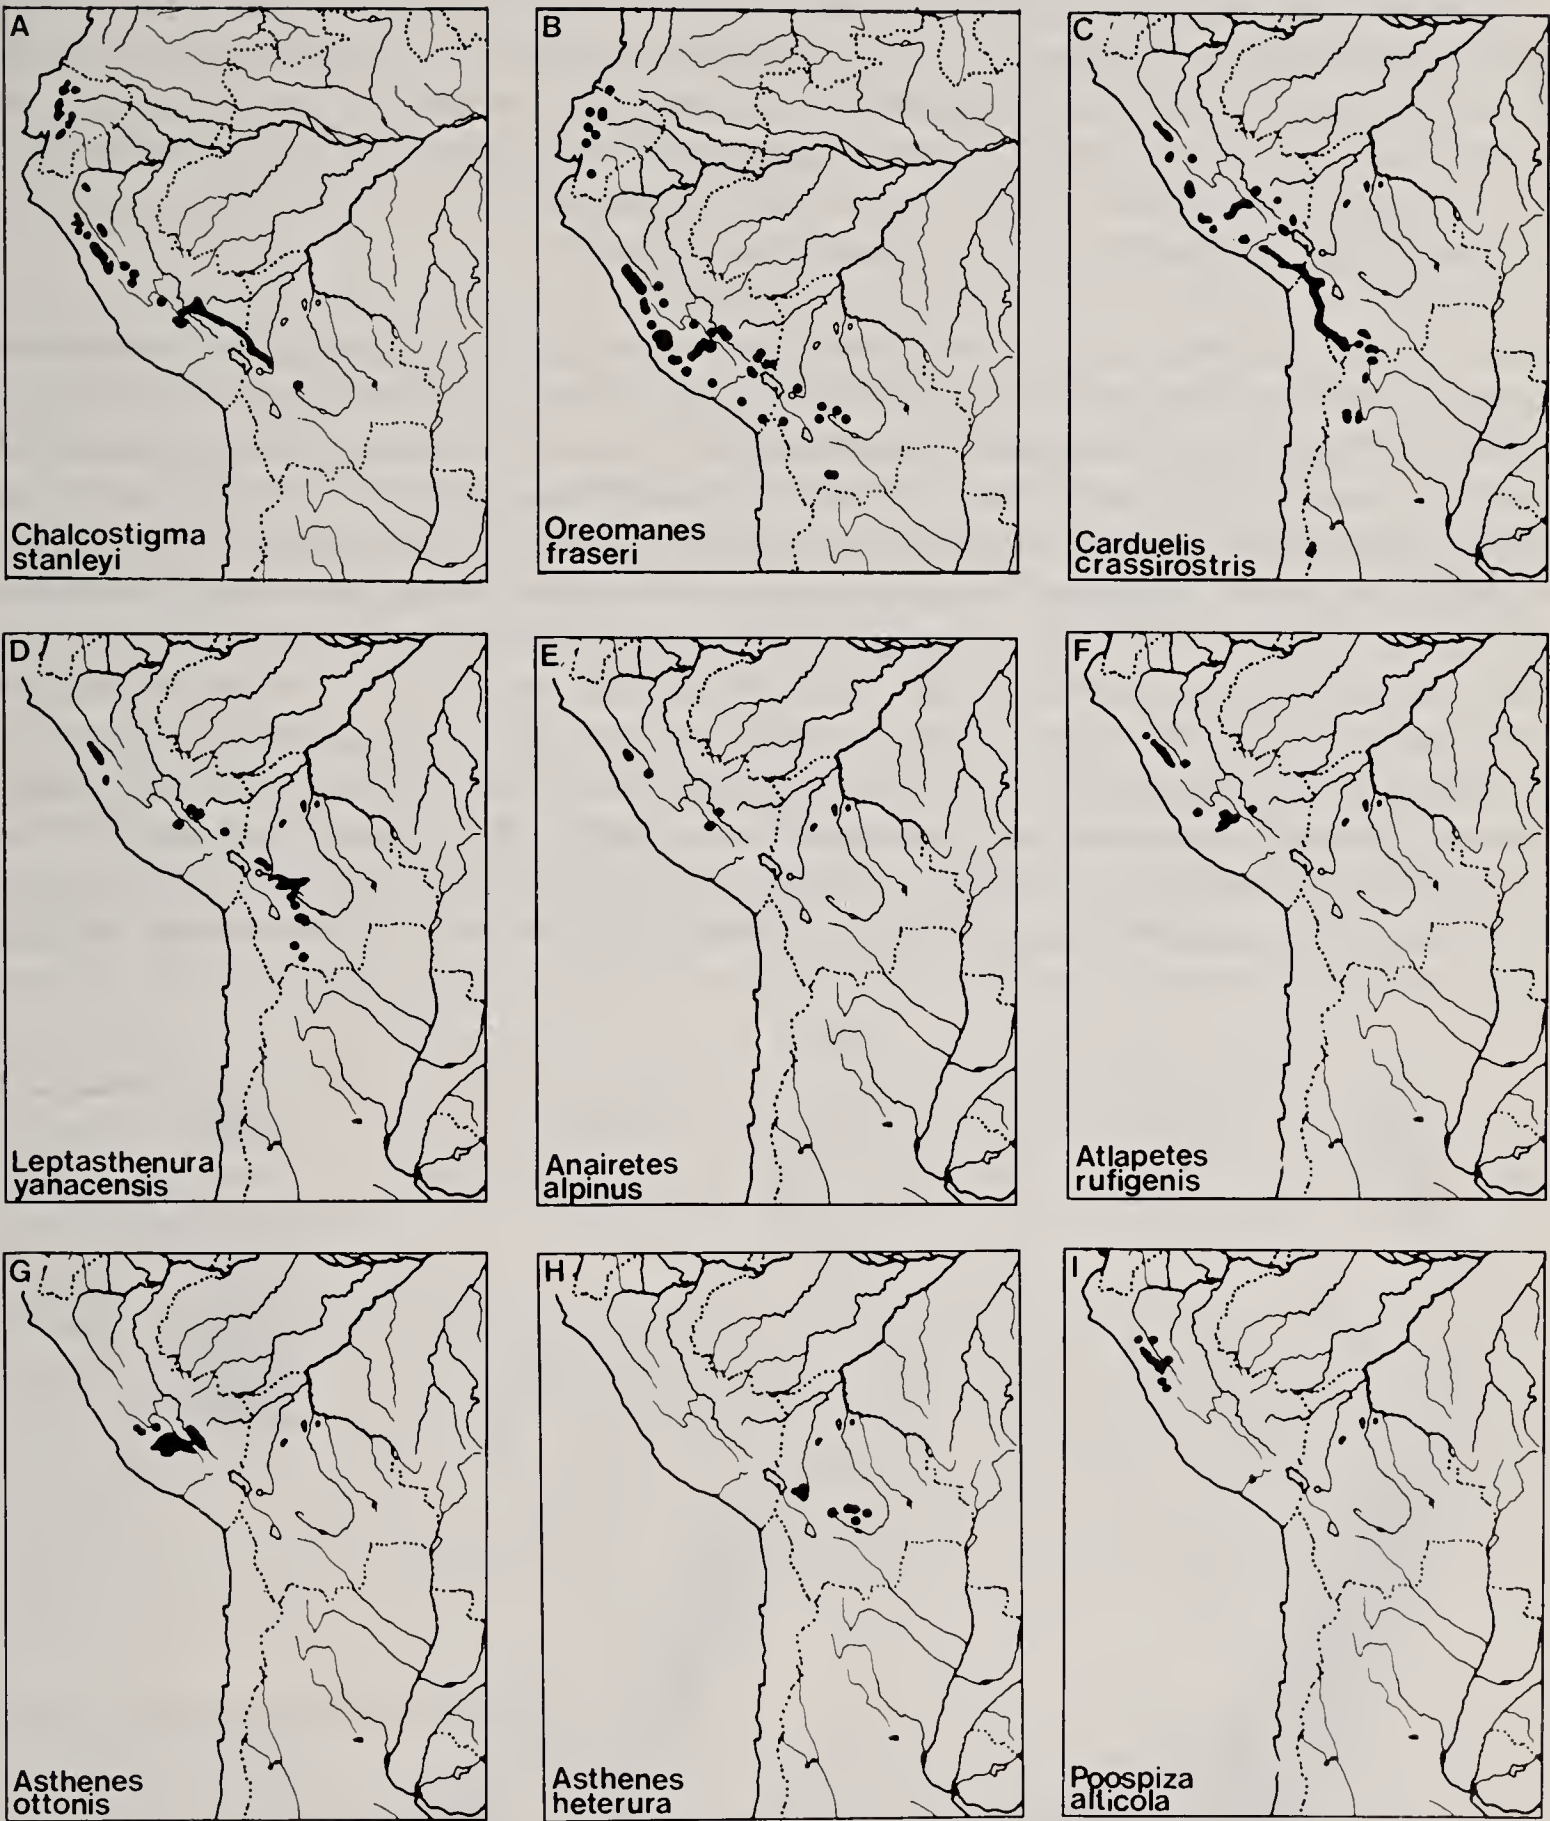 A
Chalcostigma
stanleyi
B
Oreomanes
fraseri
C
Carduelis
crassirostris
D
Leptasthenura
yanacensis
E
Anairetes
alpinus
F
Atlapetes
rufigenis
G
Asthenes
ottonis
H
Asthenes
heterura
I
Poospiza
alticola